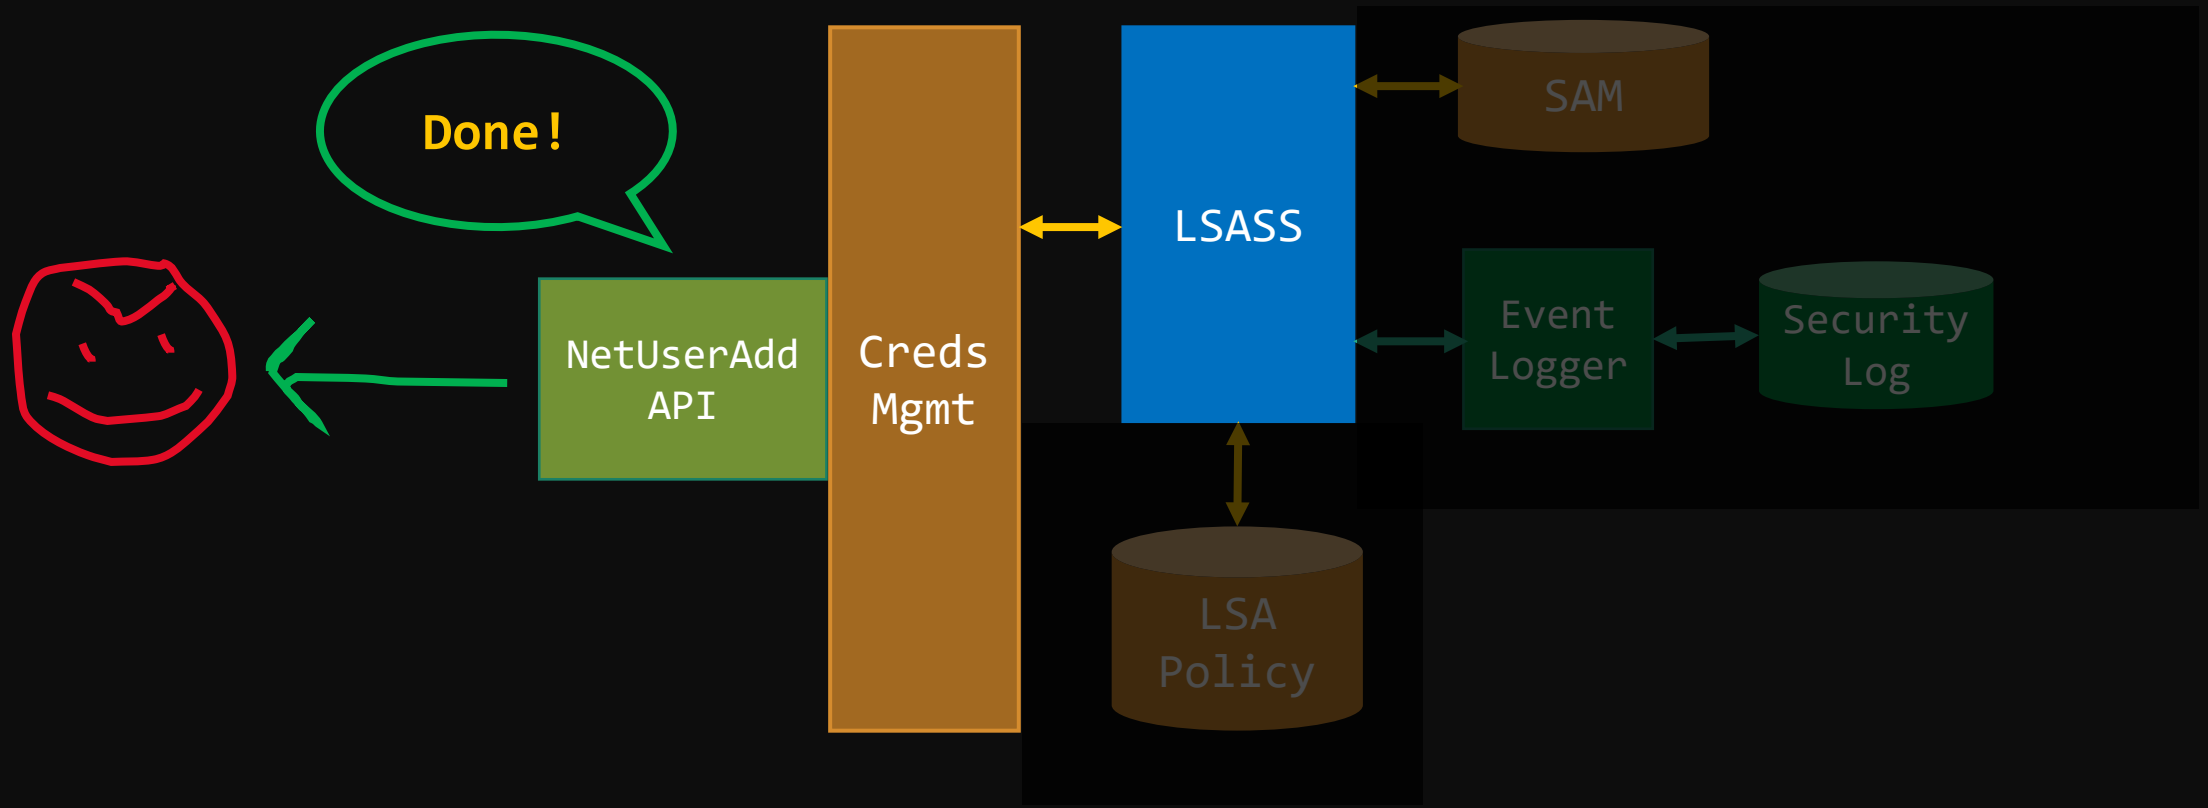 Done!
NetUserAdd
API
Creds
Mgmt
LSASS
SAM
Event
Logger
Security
Log
LSA
Policy